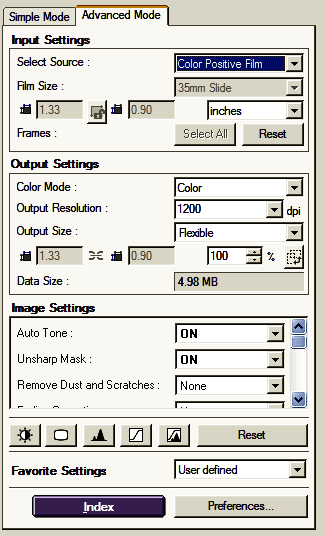 Simple Mode Advanced Mode
Input Settings
Select Source : Color Positive Film
Film Size : 35mm Slide
1.33 0.90 inches
Frames : Select All Reset
Output Settings
Color Mode : Color
Output Resolution : 1200 dpi
Output Size : Flexible
1.33 0.90 100 %
Data Size : 4.98 MB
Image Settings
Auto Tone : ON
Unsharp Mask : ON
Remove Dust and Scratches : None
Reset
Favorite Settings User defined
Index Preferences...